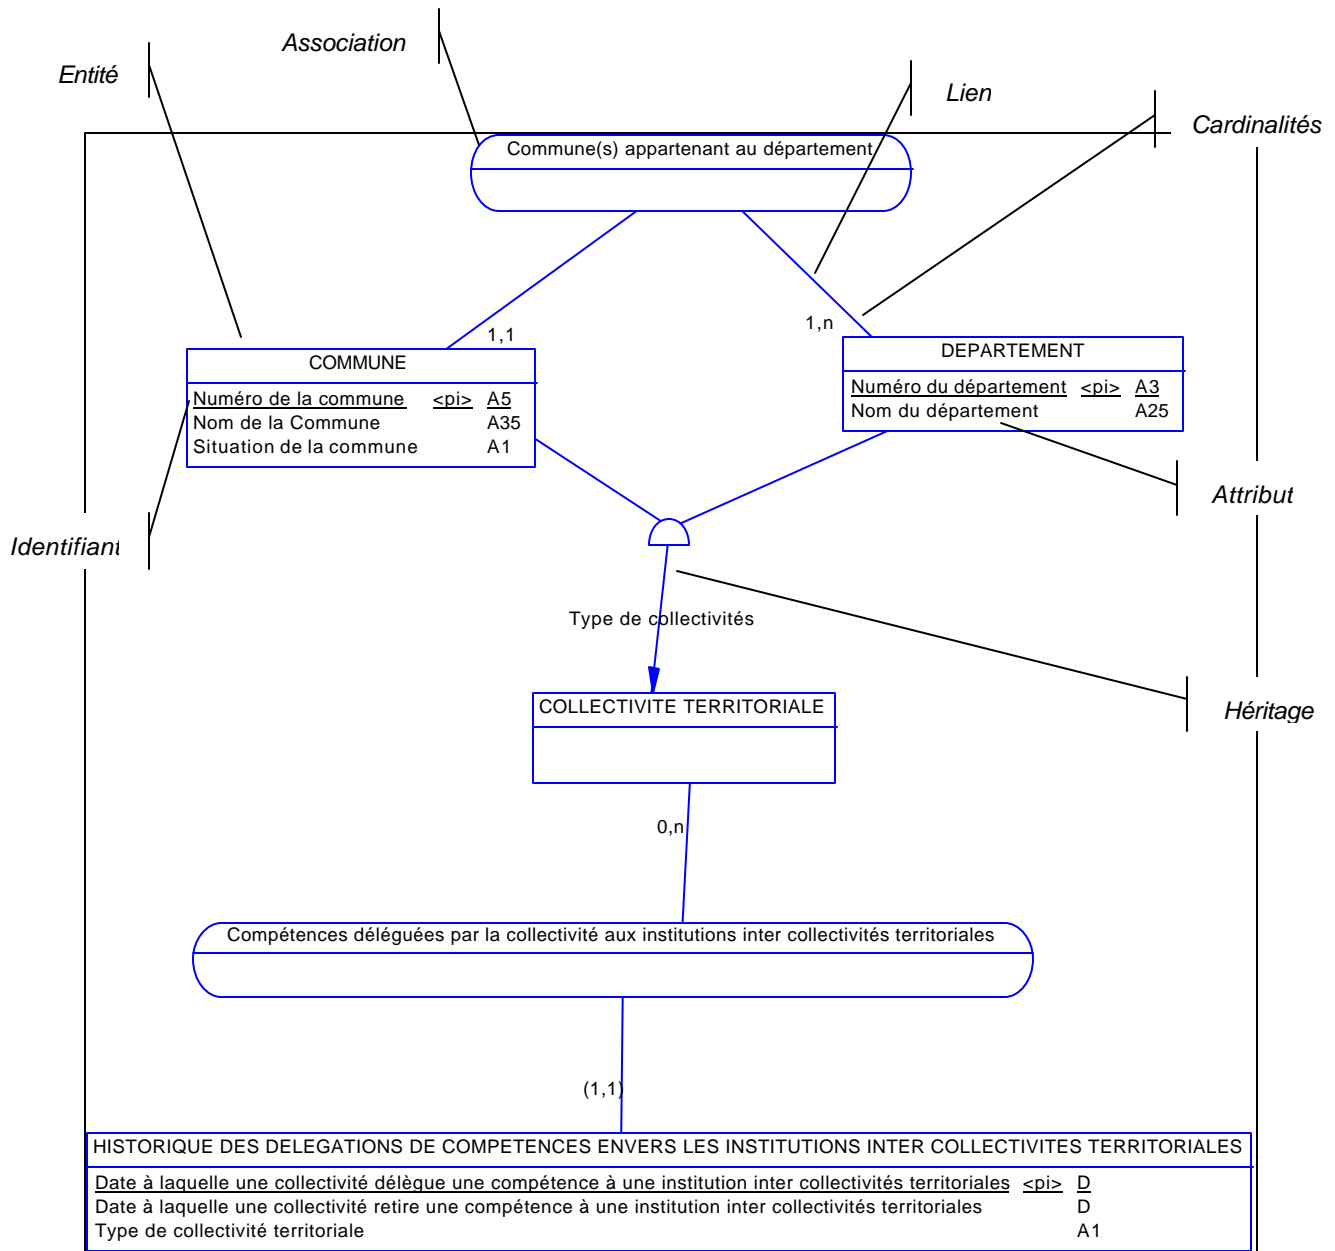 Association
Entité
Lien
Cardinalités
Commune(s) appartenant au département
1,1
1,n
COMMUNE
Numéro de la commune <pi> A5
Nom de la Commune A35
Situation de la commune A1
DEPARTEMENT
Numéro du département <pi> A3
Nom du département A25
Attribut
Identifiant
Type de collectivités
COLLECTIVITE TERRITORIALE
Héritage
0,n
Compétences déléguées par la collectivité aux institutions inter collectivités territoriales
(1,1)
HISTORIQUE DES DELEGATIONS DE COMPETENCES ENVERS LES INSTITUTIONS INTER COLLECTIVITES TERRITORIALES
Date à laquelle une collectivité délègue une compétence à une institution inter collectivités territoriales <pi> D
Date à laquelle une collectivité retire une compétence à une institution inter collectivités territoriales D
Type de collectivité territoriale A1